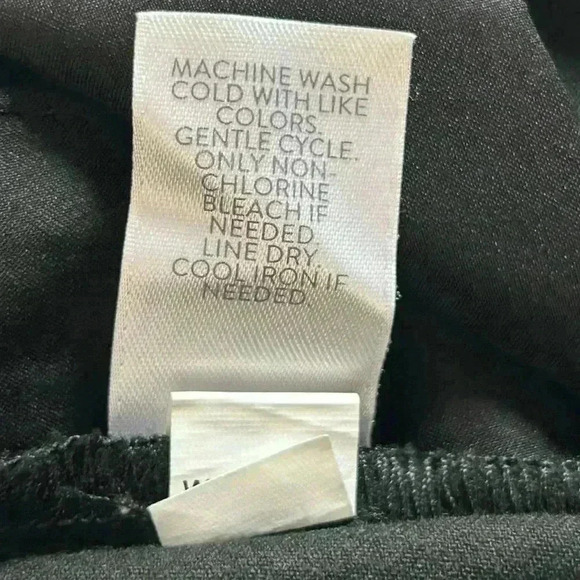 MACHINE WASH
COLD WITH LIKE
COLORS.
GENTLE CYCLE.
ONLY NON-
CHLORINE
BLEACH IF
NEEDED.
LINE DRY.
COOL IRON IF
NEEDED.